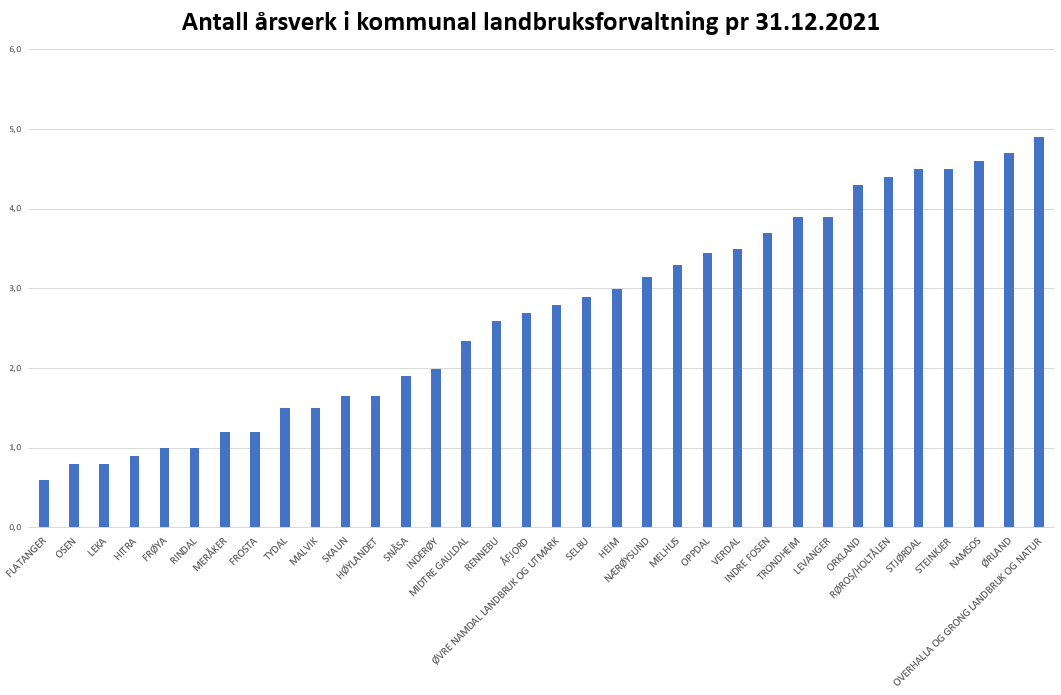 Antall årsverk i kommunal landbruksforvaltning pr 31.12.2021
6,0
5,0
4,0
3,0
2,0
1,0
0,0
FLATANGER
OSEN
LEKA
HITRA
FRØYA
RINDAL
MERÅKER
FROSTA
TYDAL
MALVIK
SKAUN
HØYLANDET
SNÅSA
INDERØY
MIDTRE GAULDAL
RENNEBU
ÅFJORD
ØVRE NAMDAL LANDBRUK OG UTMARK
SELBU
HEIM
NÆRØYSUND
MELHUS
OPPDAL
VERDAL
INDRE FOSEN
TRONDHEIM
LEVANGER
ORKLAND
RØROS/HOLTÅLEN
STJØRDAL
STEINKJER
NAMSOS
ØRLAND
OVERHALLA OG GRONG LANDBRUK OG NATUR